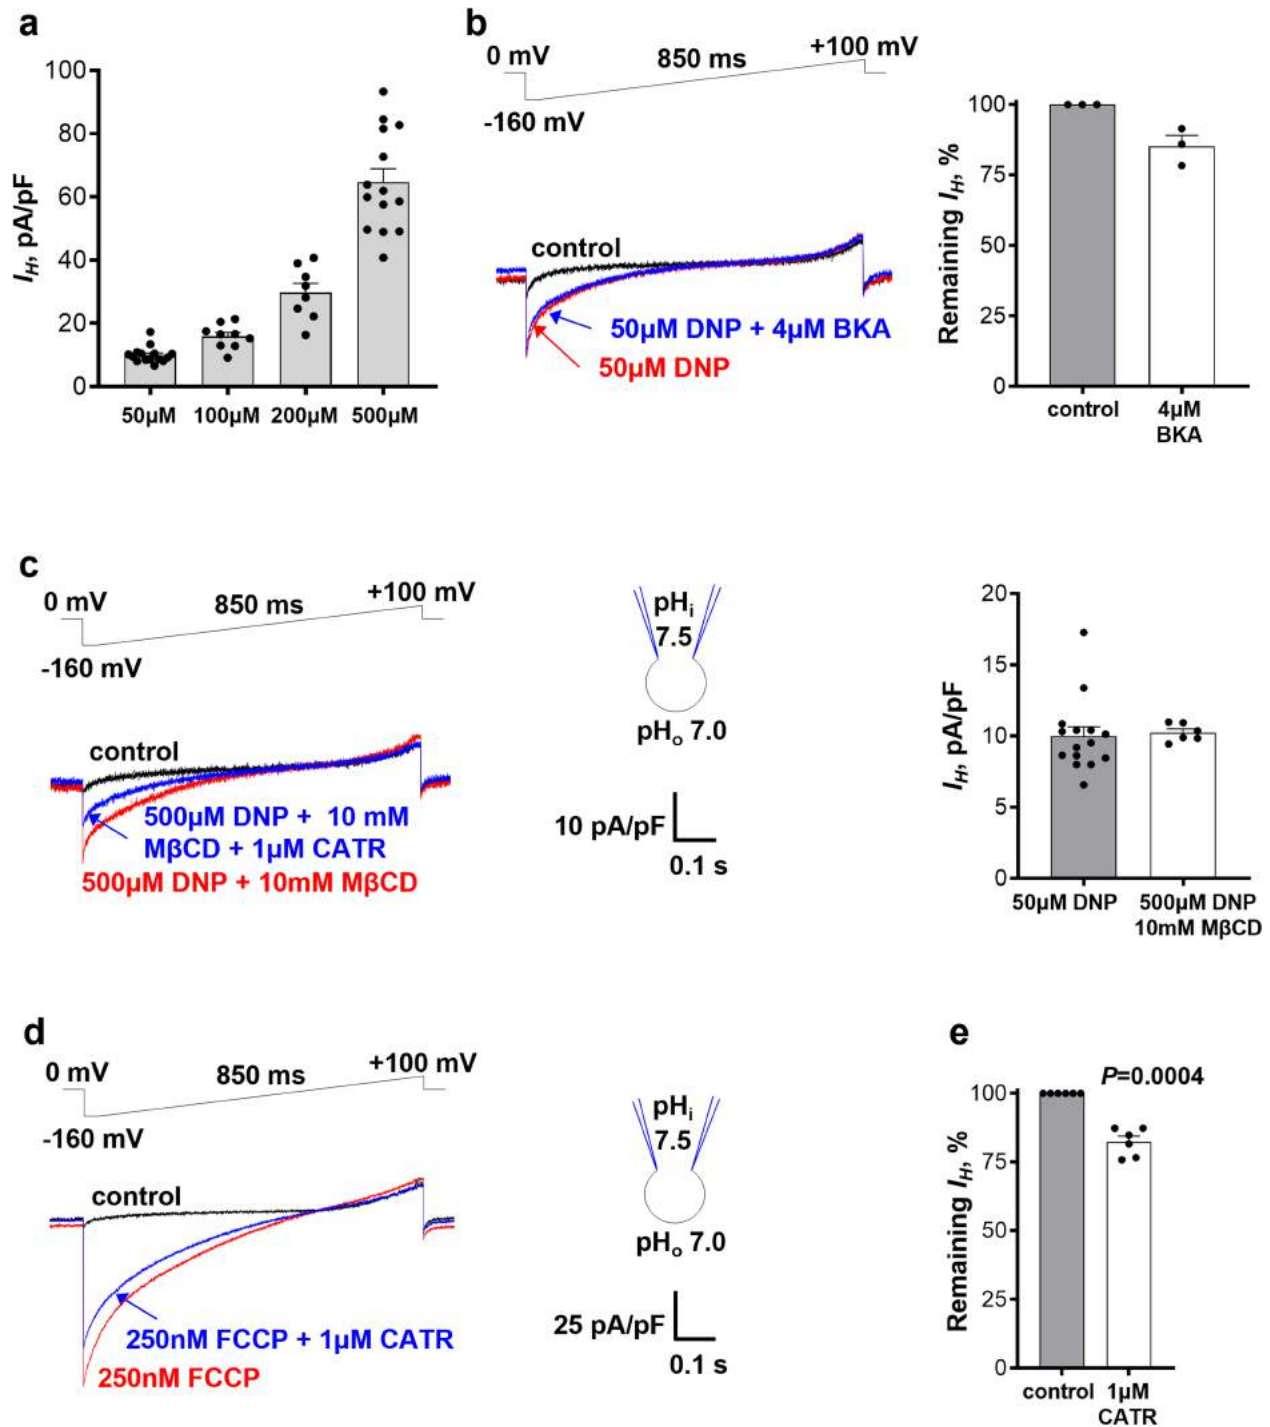 a
100
80
60
40
20
0
I_H, pA/pF
50µM 100µM 200µM 500µM
b
0 mV
850 ms
+100 mV
-160 mV
control
50µM DNP + 4µM BKA
50µM DNP
100
75
50
25
0
Remaining I_H, %
control
4µM
BKA
c
0 mV
850 ms
+100 mV
-160 mV
control
500µM DNP + 10 mM
MβCD + 1µM CATR
500µM DNP + 10mM MβCD
pHi
7.5
pHo 7.0
10 pA/pF
0.1 s
20
15
10
5
0
I_H, pA/pF
50µM DNP
500µM DNP
10mM MβCD
d
0 mV
850 ms
+100 mV
-160 mV
control
250nM FCCP + 1µM CATR
250nM FCCP
pHi
7.5
pHo 7.0
25 pA/pF
0.1 s
e
P=0.0004
100
75
50
25
0
Remaining I_H, %
control
1µM
CATR